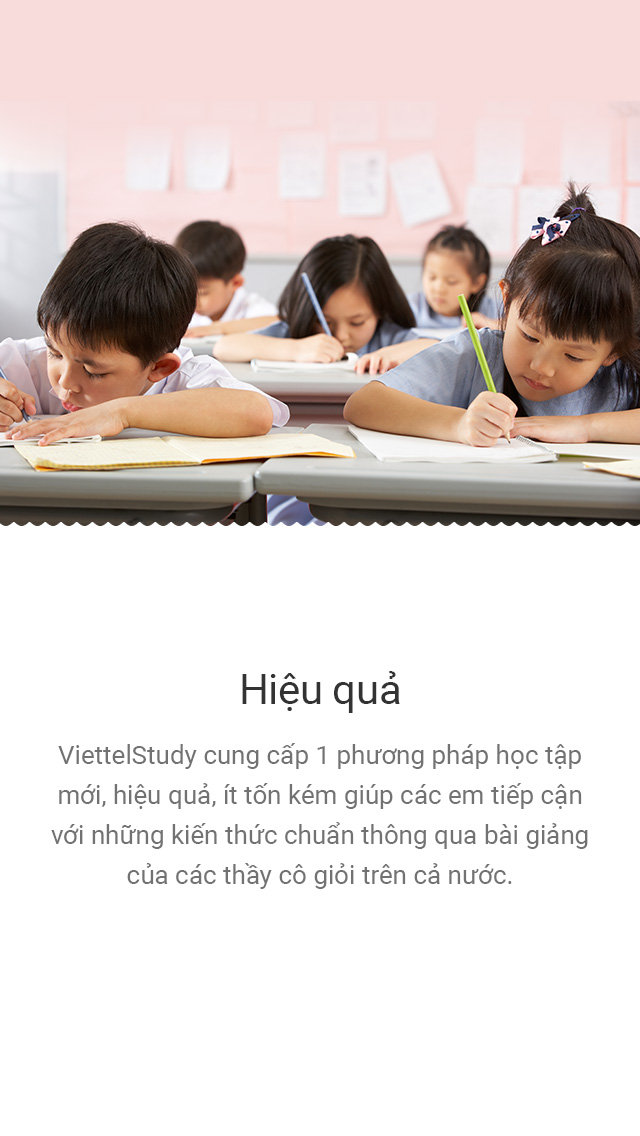 Hiệu quả
ViettelStudy cung cấp 1 phương pháp học tập
mới, hiệu quả, ít tốn kém giúp các em tiếp cận
với những kiến thức chuẩn thông qua bài giảng
của các thầy cô giỏi trên cả nước.